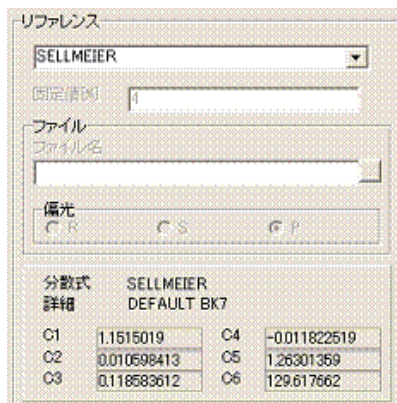 リファレンス
SELLMEIER
固定値[%] 4
ファイル
ファイル名
偏光
R S P
分散式 SELLMEIER
詳細 DEFAULT BK7
C1 1.1515019 C4 -0.011822519
C2 0.010598413 C5 1.26301359
C3 0.118583612 C6 129.617662